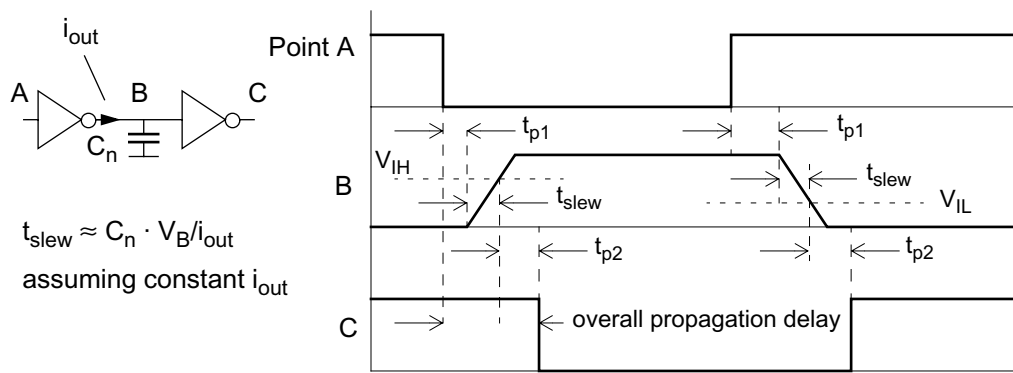 i_out
A
B
C
C_n
t_slew ≈ C_n · V_B/i_out
assuming constant i_out
Point A
t_p1
t_p1
V_IH
B
t_slew
t_slew
V_IL
t_p2
t_p2
C
overall propagation delay